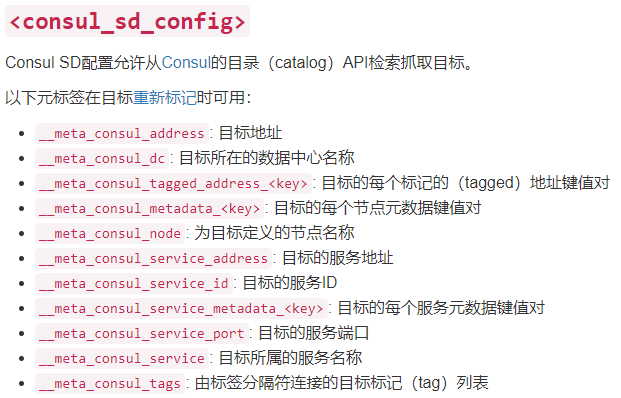 <consul_sd_config>
Consul SD配置允许从Consul的目录（catalog）API检索抓取目标。
以下元标签在目标重新标记时可用：
__meta_consul_address: 目标地址
__meta_consul_dc: 目标所在的数据中心名称
__meta_consul_tagged_address_<key>: 目标的每个标记的（tagged）地址键值对
__meta_consul_metadata_<key>: 目标的每个节点元数据键值对
__meta_consul_node: 为目标定义的节点名称
__meta_consul_service_address: 目标的服务地址
__meta_consul_service_id: 目标的服务ID
__meta_consul_service_metadata_<key>: 目标的每个服务元数据键值对
__meta_consul_service_port: 目标的服务端口
__meta_consul_service: 目标所属的服务名称
__meta_consul_tags: 由标签分隔符连接的目标标记（tag）列表